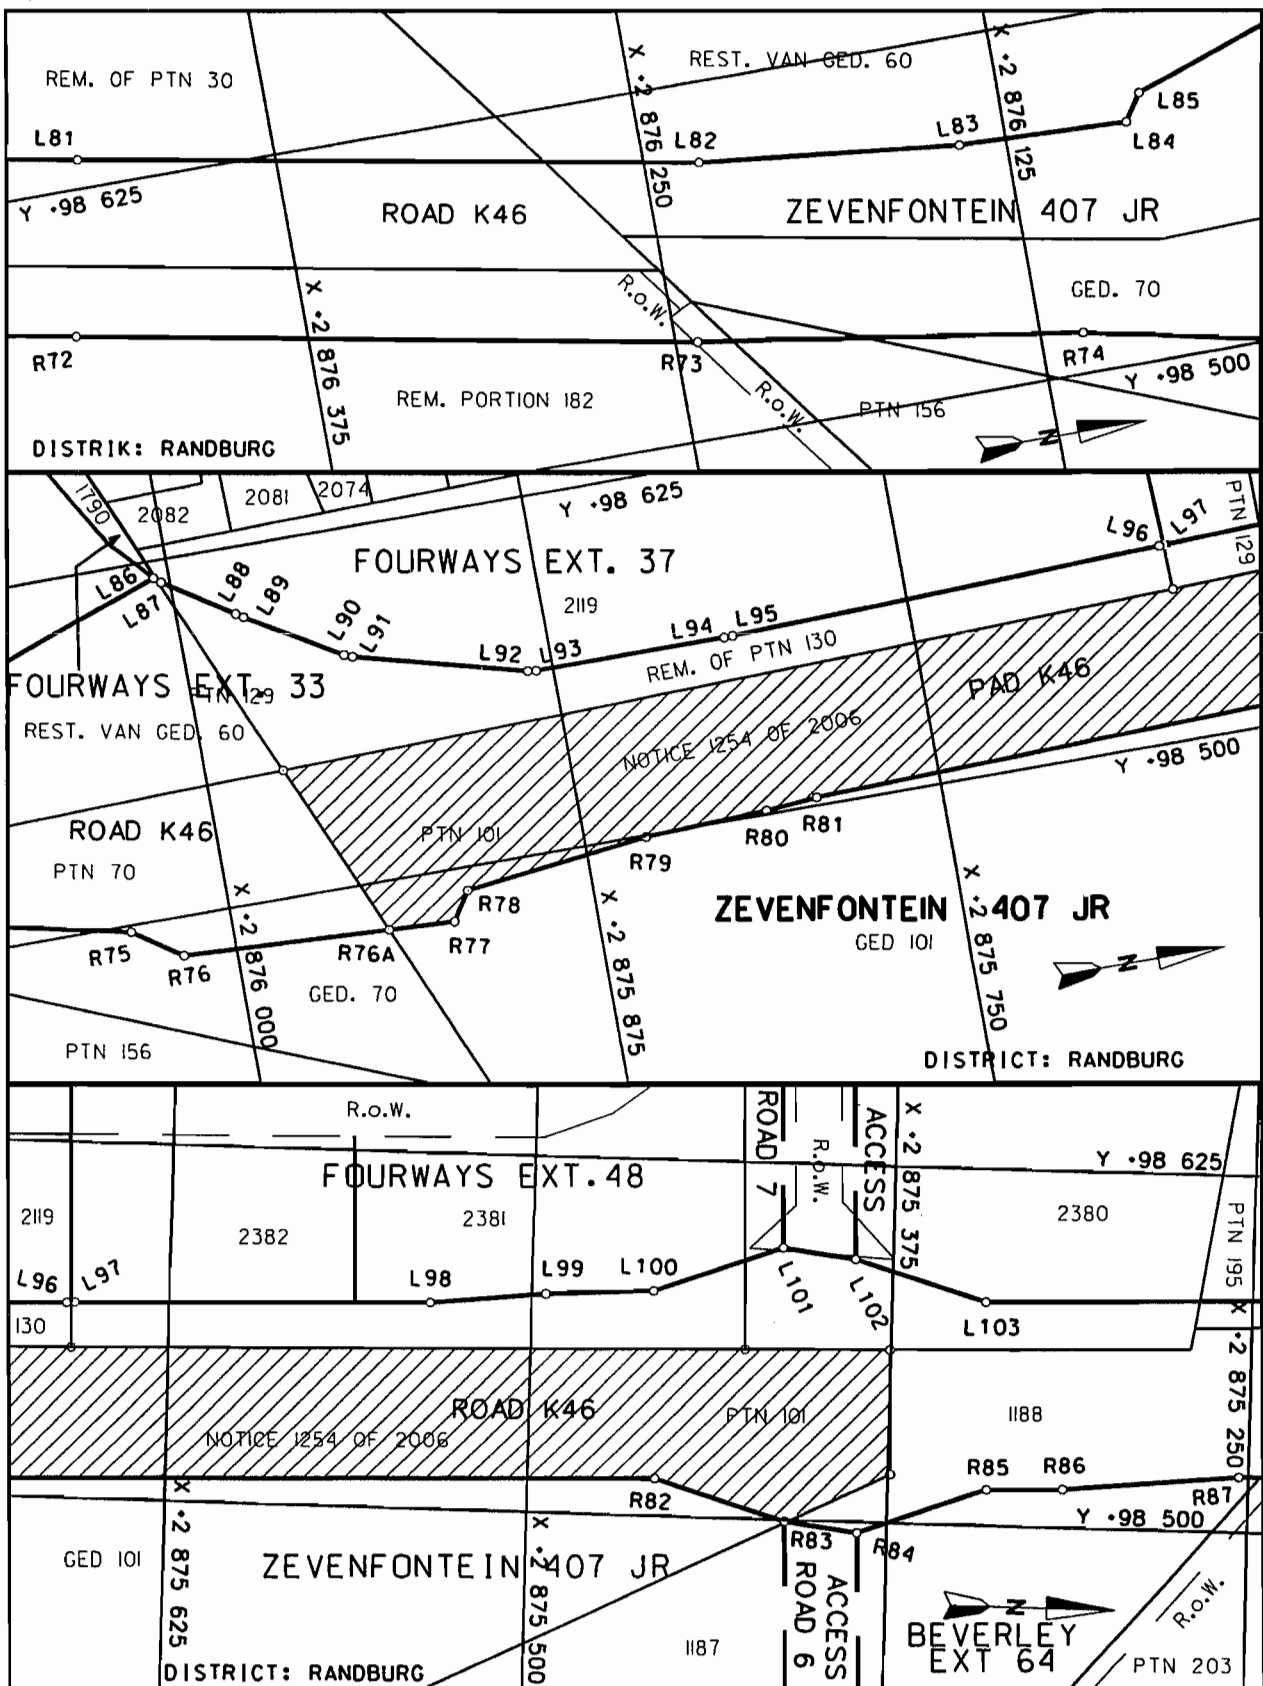 REM. OF PTN 30
REST. VAN GED. 60
X +2 876 250
X +2 876 125
L81
L82
L83
L84
L85
Y +98 625
ROAD K46
ZEVENFONTEIN 407 JR
R.o.W.
GED. 70
X +2 876 375
R72
R73
R74
Y +98 500
REM. PORTION 182
R.o.W.
PTN 156
N
DISTRIK: RANDBURG
1790
2082
2081
2074
Y +98 625
PTN 129
FOURWAYS EXT. 37
2119
L86
L87
L88
L89
L90
L91
L92
L93
L94
L95
L96
L97
REM. OF PTN 130
FOURWAYS EXT. 33
PTN 129
REST. VAN GED. 60
PAD K46
NOTICE 1254 OF 2006
Y +98 500
ROAD K46
PTN 101
PTN 70
R80
R81
R79
R78
R77
R76A
R76
R75
X +2 876 000
X +2 875 875
X +2 875 750
ZEVENFONTEIN 407 JR
GED 101
N
GED. 70
PTN 156
DISTRICT: RANDBURG
R.o.W.
ROAD 7
R.o.W.
ACCESS
X +2 875 375
Y +98 625
FOURWAYS EXT.48
2119
2382
2381
2380
PTN 195
L96
L97
L98
L99
L100
L101
L102
L103
130
X +2 875 250
ROAD K46
PTN 101
1188
NOTICE 1254 OF 2006
R82
R83
R84
R85
R86
R87
Y +98 500
X +2 875 625
X +2 875 500
GED 101
ZEVENFONTEIN 407 JR
ROAD 6
ACCESS
N
R.o.W.
BEVERLEY
EXT 64
1187
PTN 203
DISTRICT: RANDBURG